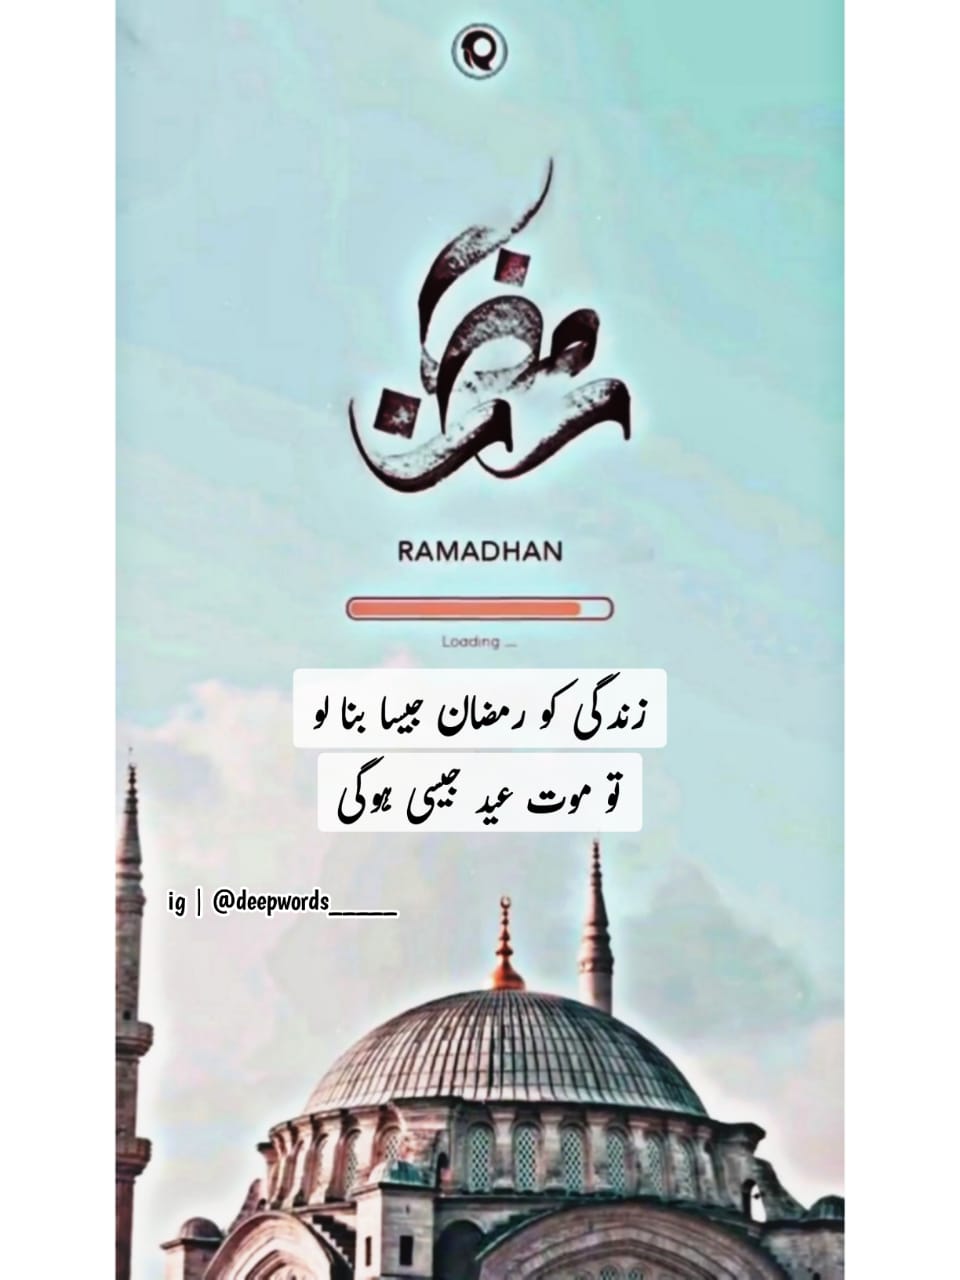 رمضان
RAMADHAN
Loading ...
زندگی کو رمضان جیسا بنا لو
تو موت عید جیسی ہوگی
ig | @deepwords_____